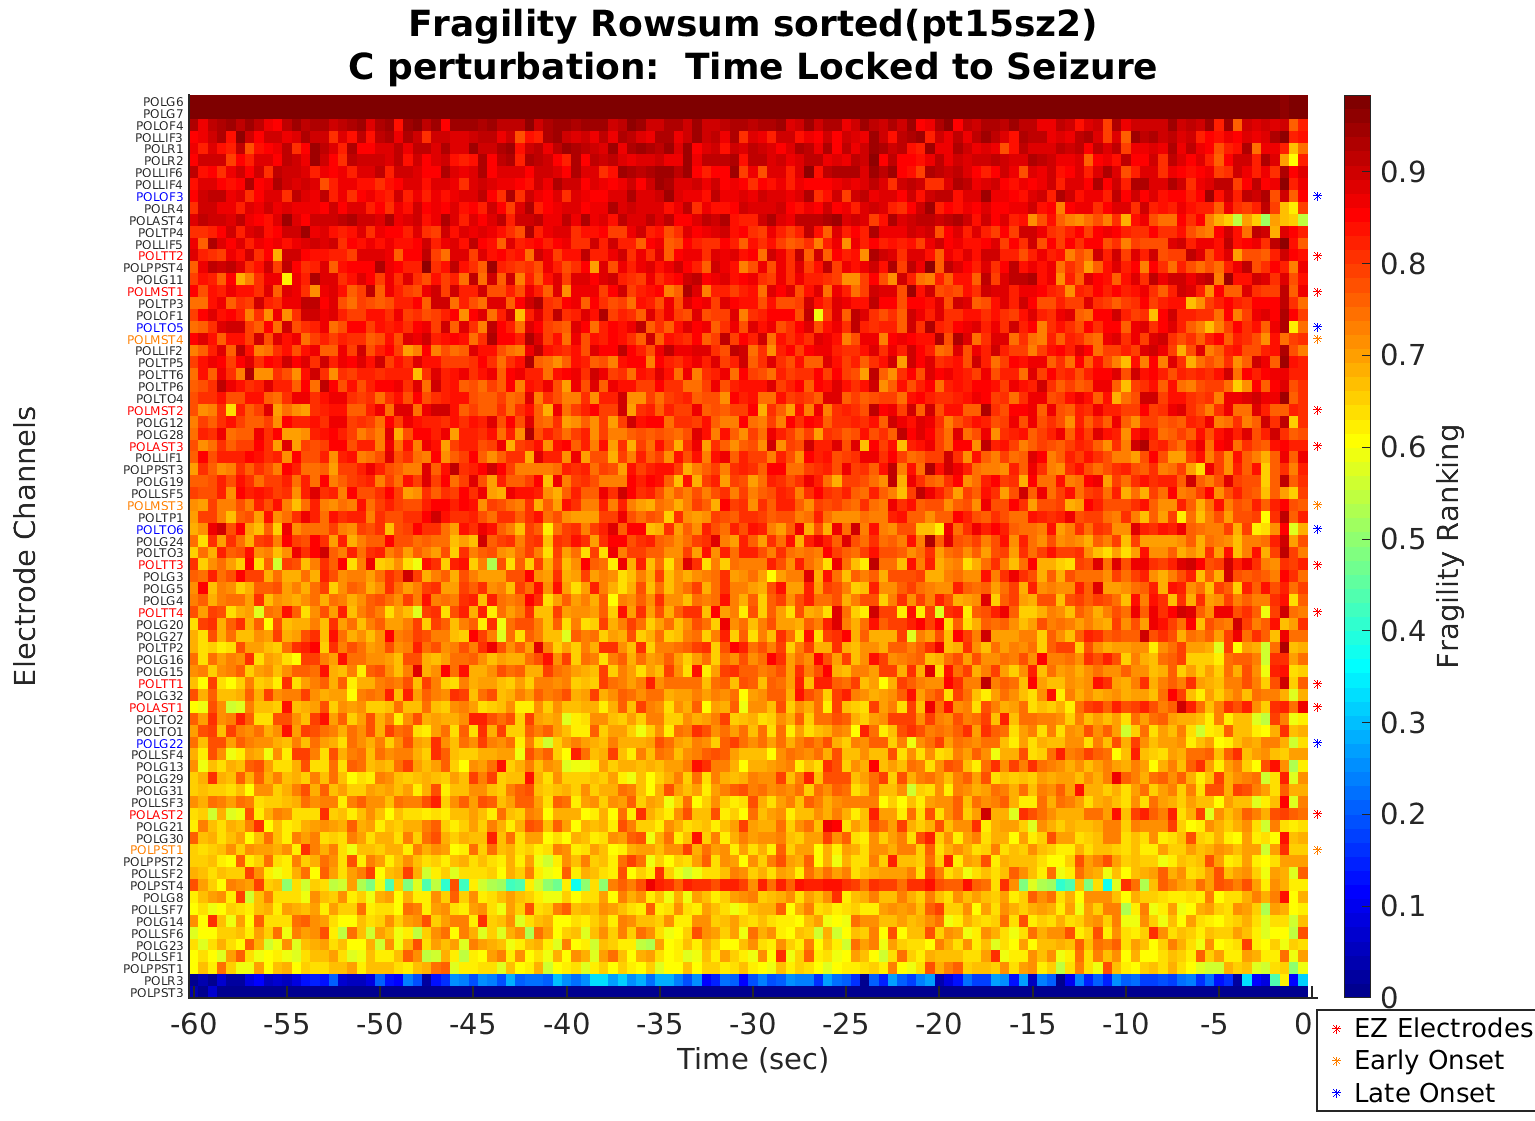 Fragility Rowsum sorted(pt15sz2)
C perturbation:  Time Locked to Seizure
Electrode Channels
POLG6
POLG7
POLOF4
POLLIF3
POLR1
POLR2
POLLIF6
POLLIF4
POLOF3
POLR4
POLAST4
POLTP4
POLLIF5
POLTT2
POLPPST4
POLG11
POLMST1
POLTP3
POLOF1
POLTO5
POLMST4
POLLIF2
POLTP5
POLTT6
POLTP6
POLTO4
POLMST2
POLG12
POLG28
POLAST3
POLLIF1
POLPPST3
POLG19
POLLSF5
POLMST3
POLTP1
POLTO6
POLG24
POLTO3
POLTT3
POLG3
POLG5
POLG4
POLTT4
POLG20
POLG27
POLTP2
POLG16
POLG15
POLTT1
POLG32
POLAST1
POLTO2
POLTO1
POLG22
POLLSF4
POLG13
POLG29
POLG31
POLLSF3
POLAST2
POLG21
POLG30
POLPST1
POLPPST2
POLLSF2
POLPST4
POLG8
POLLSF7
POLG14
POLLSF6
POLG23
POLLSF1
POLPPST1
POLR3
POLPST3
-60 -55 -50 -45 -40 -35 -30 -25 -20 -15 -10 -5 0
Time (sec)
0.9
0.8
0.7
0.6
0.5
0.4
0.3
0.2
0.1
0
Fragility Ranking
EZ Electrodes
Early Onset
Late Onset